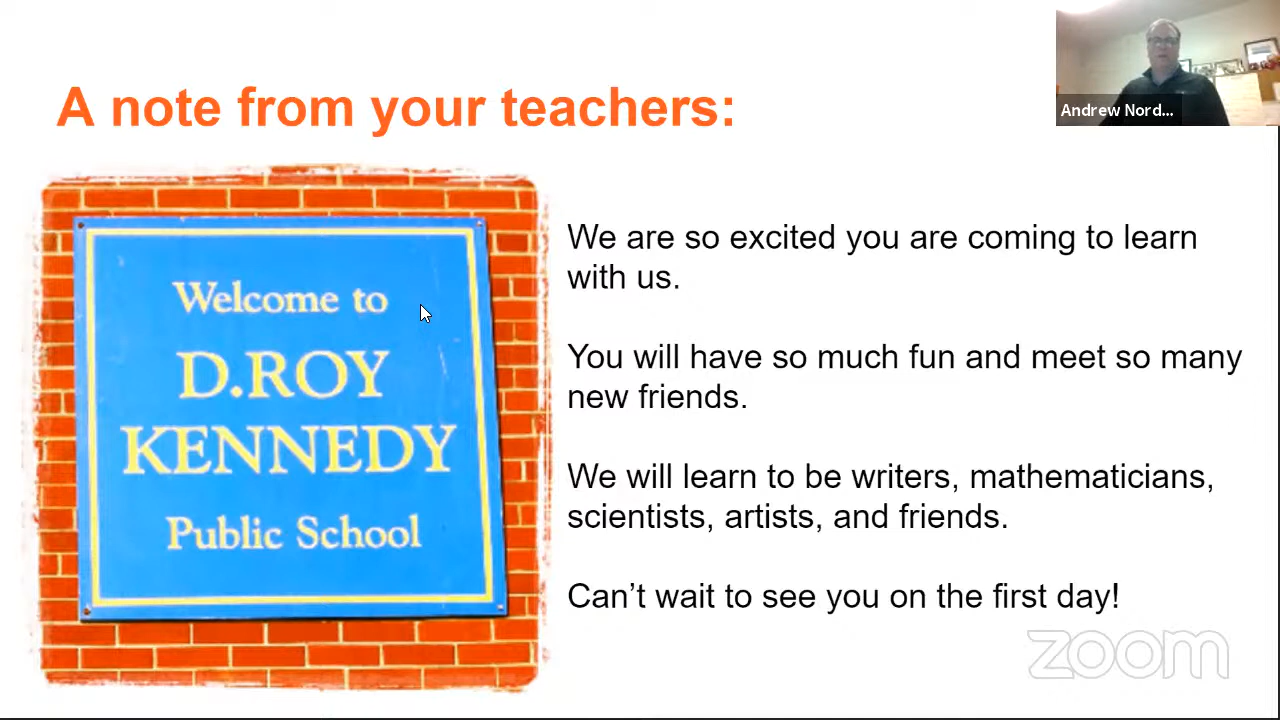 A note from your teachers:
Andrew Nord...
Welcome to
D.ROY
KENNEDY
Public School
We are so excited you are coming to learn
with us.
You will have so much fun and meet so many
new friends.
We will learn to be writers, mathematicians,
scientists, artists, and friends.
Can’t wait to see you on the first day!
zoom